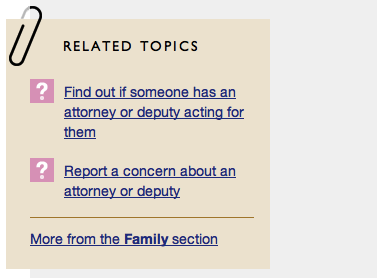 RELATED TOPICS
? Find out if someone has an
attorney or deputy acting for
them
? Report a concern about an
attorney or deputy
More from the Family section